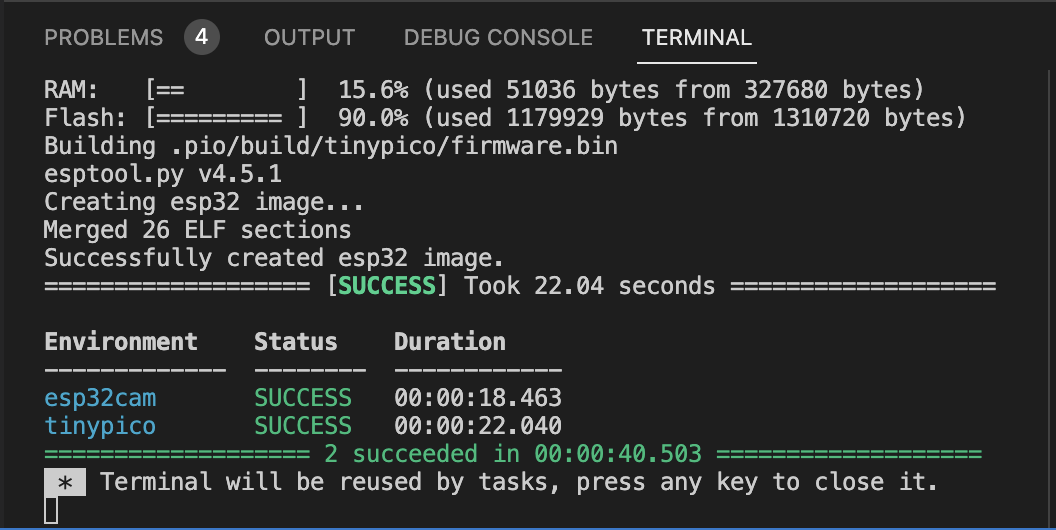 PROBLEMS 4 OUTPUT DEBUG CONSOLE TERMINAL
RAM:   [==        ]  15.6% (used 51036 bytes from 327680 bytes)
Flash: [========= ]  90.0% (used 1179929 bytes from 1310720 bytes)
Building .pio/build/tinypico/firmware.bin
esptool.py v4.5.1
Creating esp32 image...
Merged 26 ELF sections
Successfully created esp32 image.
=================== [SUCCESS] Took 22.04 seconds ===================
Environment    Status    Duration
-------------  --------  ------------
esp32cam       SUCCESS   00:00:18.463
tinypico       SUCCESS   00:00:22.040
=================== 2 succeeded in 00:00:40.503 ===================
 *  Terminal will be reused by tasks, press any key to close it.